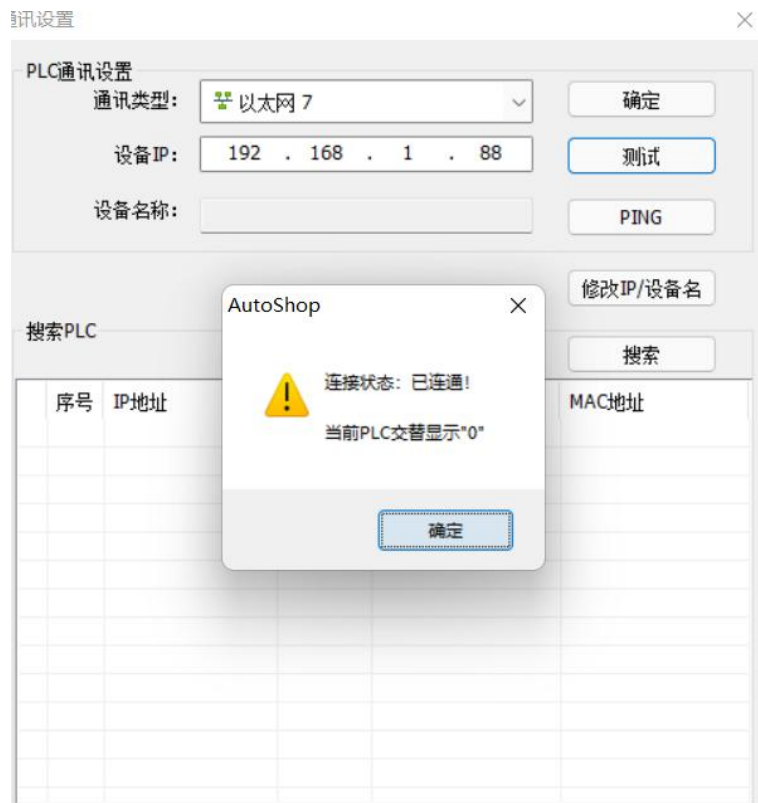 通讯设置
PLC通讯设置
通讯类型： 以太网 7 确定
设备IP： 192 . 168 . 1 . 88 测试
设备名称： PING
修改IP/设备名
搜索PLC
搜索
序号 IP地址 MAC地址
AutoShop
连接状态：已连通！
当前PLC交替显示"0"
确定